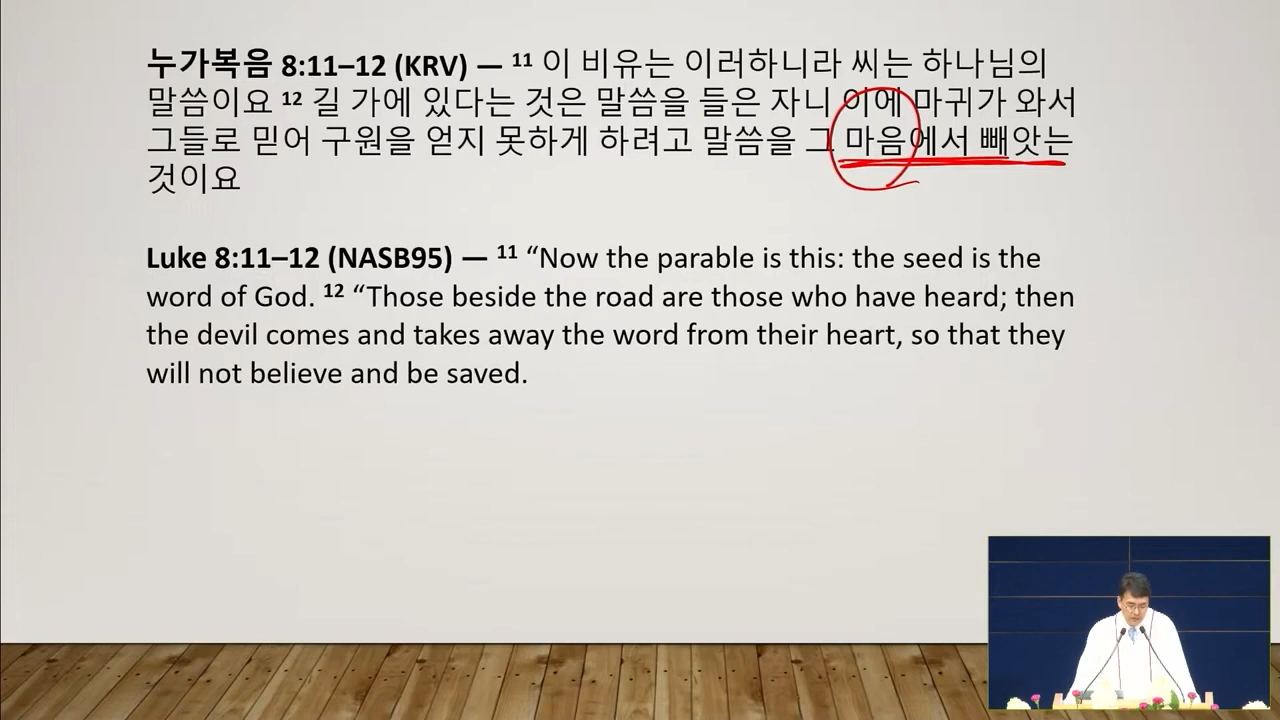 누가복음 8:11–12 (KRV) — 11 이 비유는 이러하니라 씨는 하나님의
말씀이요 12 길 가에 있다는 것은 말씀을 들은 자니 이에 마귀가 와서
그들로 믿어 구원을 얻지 못하게 하려고 말씀을 그 마음에서 빼앗는
것이요
Luke 8:11–12 (NASB95) — 11 “Now the parable is this: the seed is the
word of God. 12 “Those beside the road are those who have heard; then
the devil comes and takes away the word from their heart, so that they
will not believe and be saved.